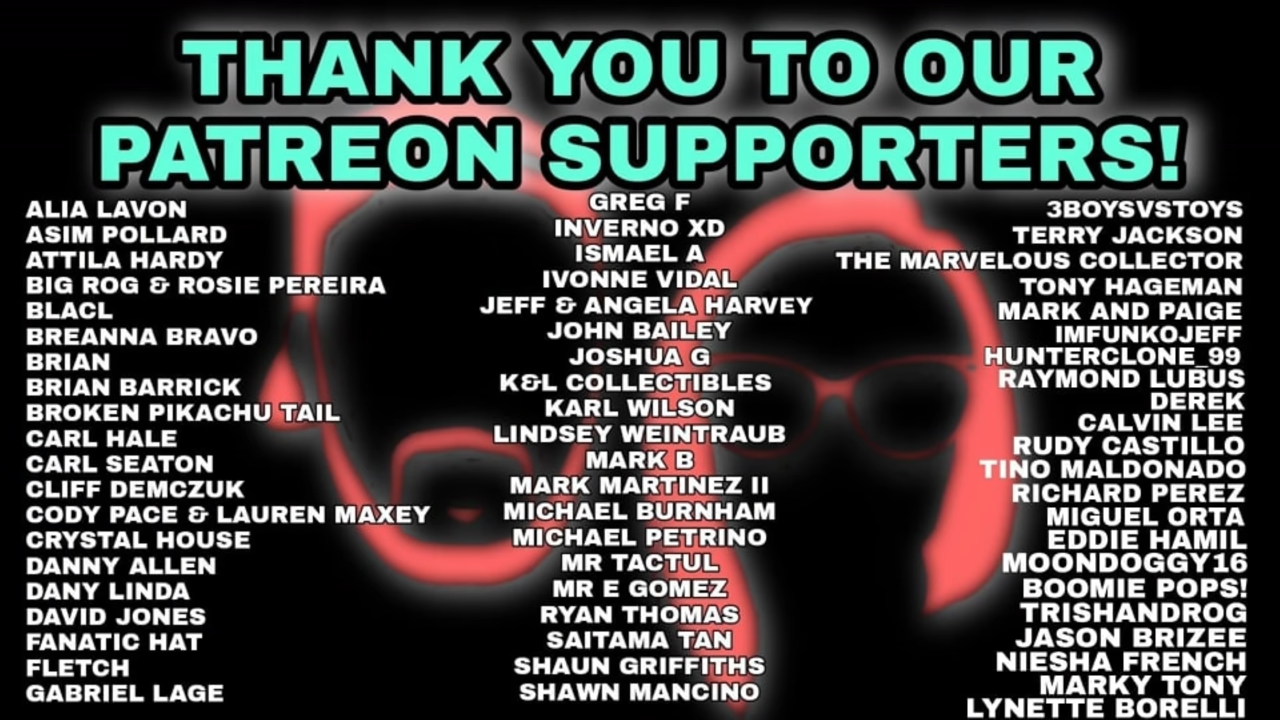 THANK YOU TO OUR
PATREON SUPPORTERS!
ALIA LAVON
ASIM POLLARD
ATTILA HARDY
BIG ROG & ROSIE PEREIRA
BLACL
BREANNA BRAVO
BRIAN
BRIAN BARRICK
BROKEN PIKACHU TAIL
CARL HALE
CARL SEATON
CLIFF DEMCZUK
CODY PACE & LAUREN MAXEY
CRYSTAL HOUSE
DANNY ALLEN
DANY LINDA
DAVID JONES
FANATIC HAT
FLETCH
GABRIEL LAGE
GREG F
INVERNO XD
ISMAEL A
IVONNE VIDAL
JEFF & ANGELA HARVEY
JOHN BAILEY
JOSHUA G
K&L COLLECTIBLES
KARL WILSON
LINDSEY WEINTRAUB
MARK B
MARK MARTINEZ II
MICHAEL BURNHAM
MICHAEL PETRINO
MR TACTUL
MR E GOMEZ
RYAN THOMAS
SAITAMA TAN
SHAUN GRIFFITHS
SHAWN MANCINO
3BOYSVSTOYS
TERRY JACKSON
THE MARVELOUS COLLECTOR
TONY HAGEMAN
MARK AND PAIGE
IMFUNKOJEFF
HUNTERCLONE_99
RAYMOND LUBUS
DEREK
CALVIN LEE
RUDY CASTILLO
TINO MALDONADO
RICHARD PEREZ
MIGUEL ORTA
EDDIE HAMIL
MOONDOGGY16
BOOMIE POPS!
TRISHANDROG
JASON BRIZEE
NIESHA FRENCH
MARKY TONY
LYNETTE BORELLI